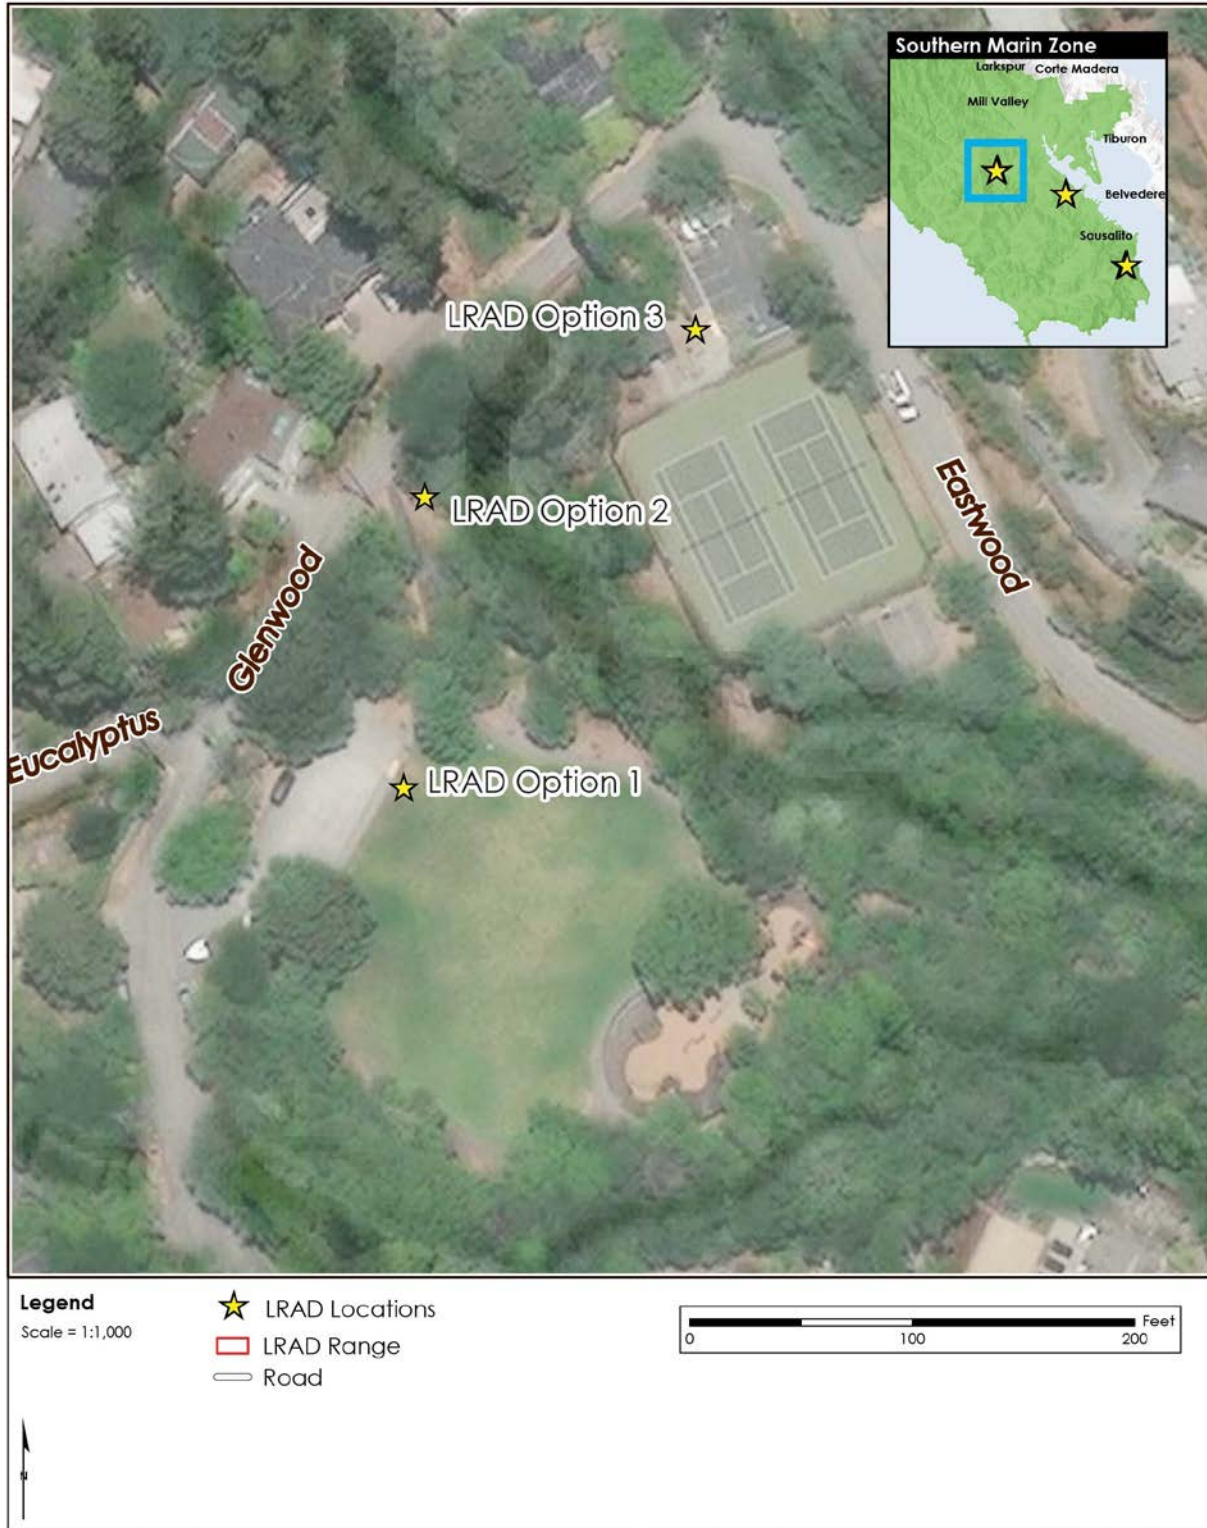 Southern Marin Zone
Larkspur
Corte Madera
Mill Valley
Tiburon
Belvedere
Sausalito
LRAD Option 3
LRAD Option 2
Eastwood
Glenwood
Eucalyptus
LRAD Option 1
Legend
Scale = 1:1,000
LRAD Locations
LRAD Range
Road
Feet
0
100
200
N